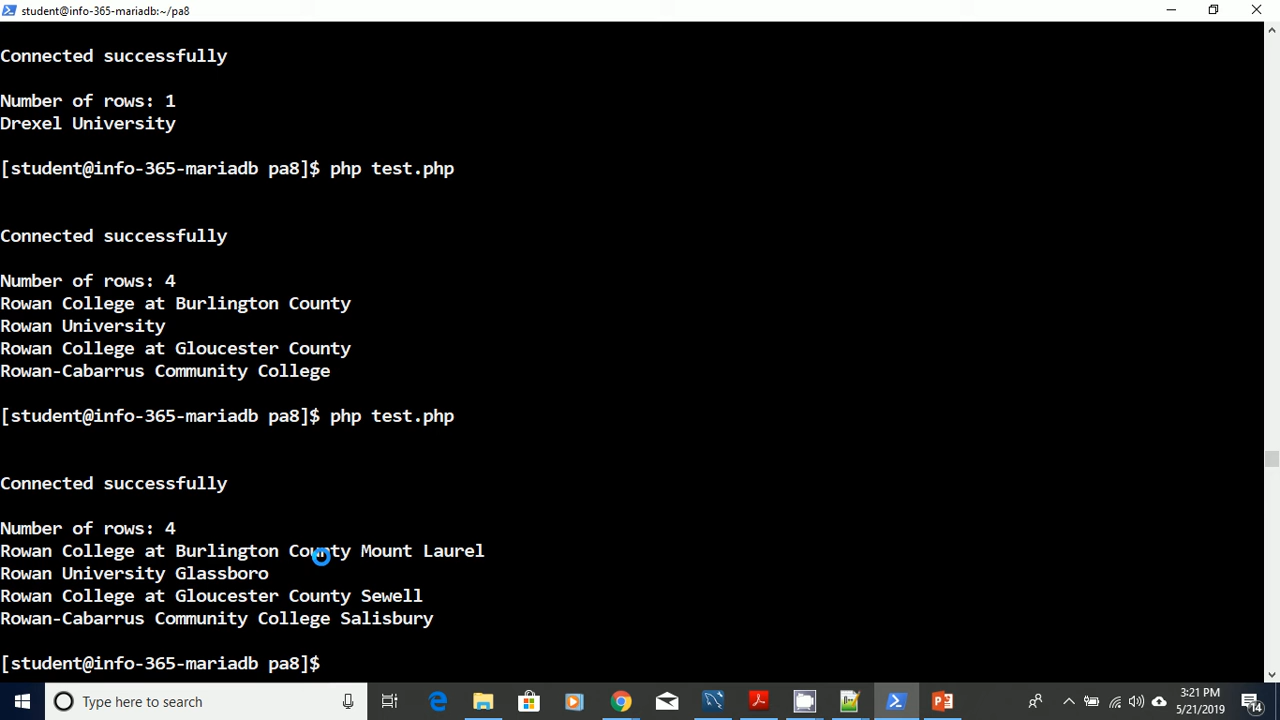 student@info-365-mariadb:~/pa8
Connected successfully
Number of rows: 1
Drexel University
[student@info-365-mariadb pa8]$ php test.php
Connected successfully
Number of rows: 4
Rowan College at Burlington County
Rowan University
Rowan College at Gloucester County
Rowan-Cabarrus Community College
[student@info-365-mariadb pa8]$ php test.php
Connected successfully
Number of rows: 4
Rowan College at Burlington County Mount Laurel
Rowan University Glassboro
Rowan College at Gloucester County Sewell
Rowan-Cabarrus Community College Salisbury
[student@info-365-mariadb pa8]$
Type here to search
3:21 PM
5/21/2019
14